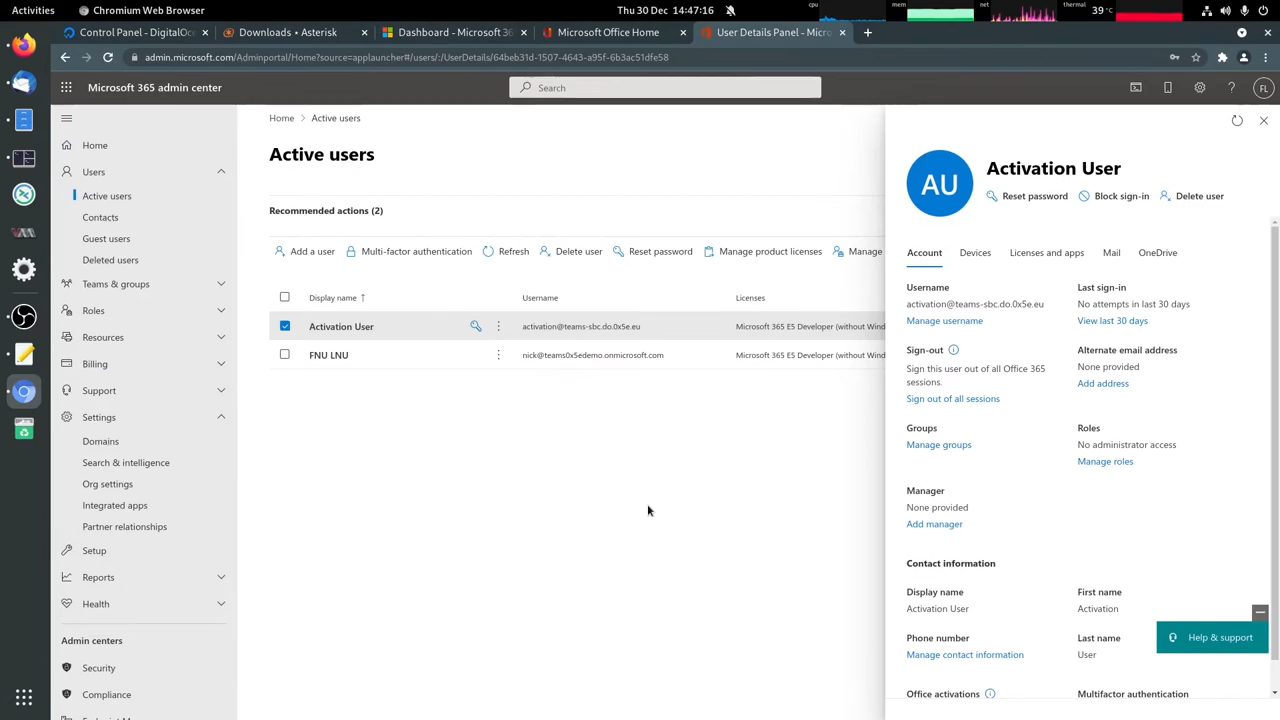 Activities
Chromium Web Browser
Thu 30 Dec 14:47:16
cpu
mem
net
thermal
39 °C
Control Panel - DigitalOc
Downloads • Asterisk
Dashboard - Microsoft 36
Microsoft Office Home
User Details Panel - Micro
admin.microsoft.com/Adminportal/Home?source=applauncher#/users/:/UserDetails/64beb31d-1507-4643-a95f-6b3ac51dfe58
Microsoft 365 admin center
Search
FL
Home
Users
Active users
Contacts
Guest users
Deleted users
Teams & groups
Roles
Resources
Billing
Support
Settings
Domains
Search & intelligence
Org settings
Integrated apps
Partner relationships
Setup
Reports
Health
Admin centers
Security
Compliance
Home > Active users
Active users
Recommended actions (2)
Add a user
Multi-factor authentication
Refresh
Delete user
Reset password
Manage product licenses
Manage
Display name ↑
Username
Licenses
Activation User
activation@teams-sbc.do.0x5e.eu
Microsoft 365 E5 Developer (without Wind
FNU LNU
nick@teams0x5edemo.onmicrosoft.com
Microsoft 365 E5 Developer (without Wind
AU
Activation User
Reset password
Block sign-in
Delete user
Account
Devices
Licenses and apps
Mail
OneDrive
Username
activation@teams-sbc.do.0x5e.eu
Manage username
Last sign-in
No attempts in last 30 days
View last 30 days
Sign-out
Sign this user out of all Office 365
sessions.
Sign out of all sessions
Alternate email address
None provided
Add address
Groups
Manage groups
Roles
No administrator access
Manage roles
Manager
None provided
Add manager
Contact information
Display name
Activation User
First name
Activation
Phone number
Manage contact information
Last name
User
Help & support
Office activations
Multifactor authentication